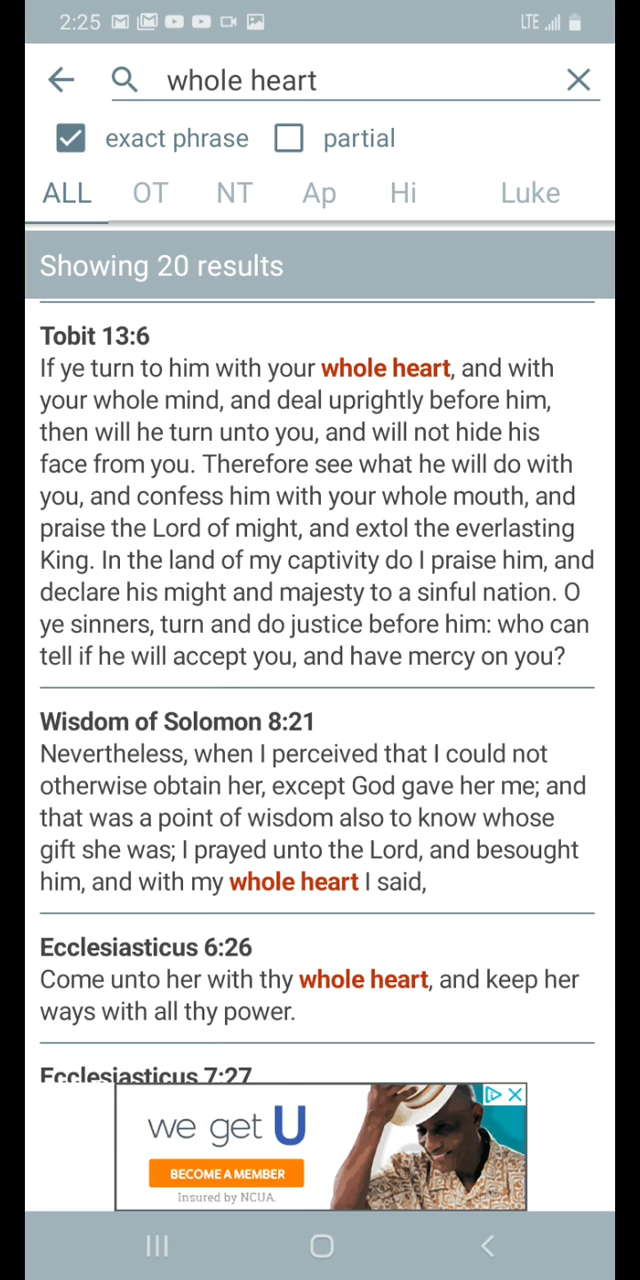 2:25
LTE
whole heart
exact phrase partial
ALL OT NT Ap Hi Luke
Showing 20 results
Tobit 13:6
If ye turn to him with your whole heart, and with
your whole mind, and deal uprightly before him,
then will he turn unto you, and will not hide his
face from you. Therefore see what he will do with
you, and confess him with your whole mouth, and
praise the Lord of might, and extol the everlasting
King. In the land of my captivity do I praise him, and
declare his might and majesty to a sinful nation. O
ye sinners, turn and do justice before him: who can
tell if he will accept you, and have mercy on you?
Wisdom of Solomon 8:21
Nevertheless, when I perceived that I could not
otherwise obtain her, except God gave her me; and
that was a point of wisdom also to know whose
gift she was; I prayed unto the Lord, and besought
him, and with my whole heart I said,
Ecclesiasticus 6:26
Come unto her with thy whole heart, and keep her
ways with all thy power.
Ecclesiasticus 7:27
we get U
BECOME A MEMBER
Insured by NCUA.